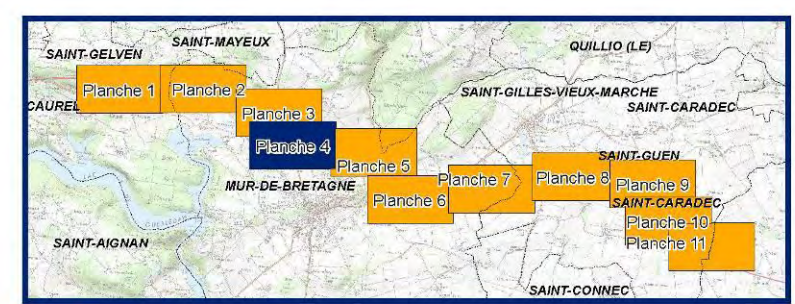 SAINT-MAYEUX
QUILLIO (LE)
SAINT-GELVEN
Planche 1
Planche 2
SAINT-GILLES-VIEUX-MARCHE
CAUREL
Planche 3
SAINT-CARADEC
Planche 4
Planche 5
SAINT-GUEN
Planche 7
Planche 8
MUR-DE-BRETAGNE
Planche 9
Planche 6
SAINT-CARADEC
Planche 10
SAINT-AIGNAN
Planche 11
SAINT-CONNEC